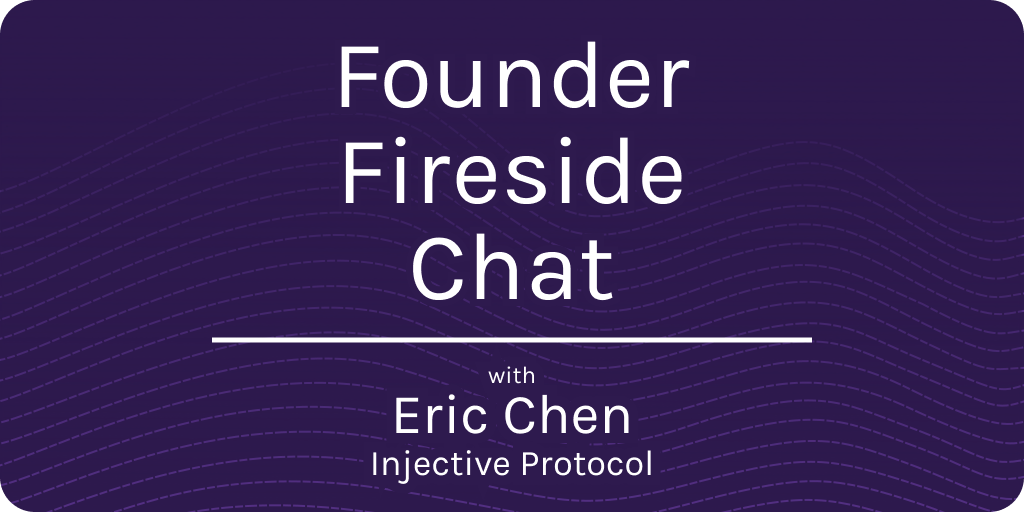 Founder
Fireside
Chat
with
Eric Chen
Injective Protocol